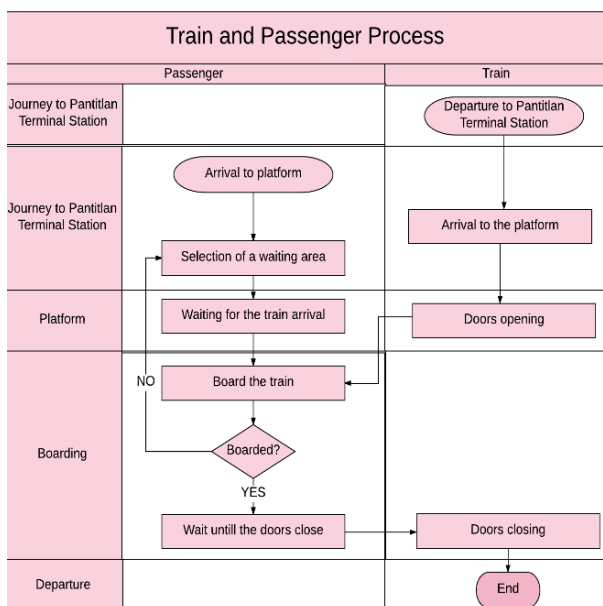 Train and Passenger Process
Passenger
Train
Journey to Pantitlan
Terminal Station
Departure to Pantitlan
Terminal Station
Journey to Pantitlan
Terminal Station
Arrival to platform
Arrival to the platform
Selection of a waiting area
Platform
Waiting for the train arrival
Doors opening
Boarding
NO
Board the train
Boarded?
YES
Wait untill the doors close
Doors closing
Departure
End